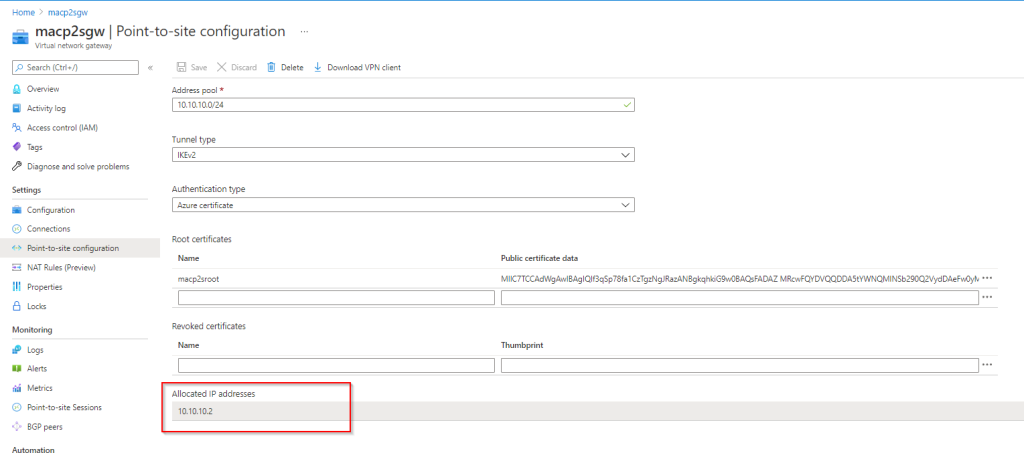 Home > macp2sgw
macp2sgw | Point-to-site configuration ...
Virtual network gateway
Search (Ctrl+/)
«
Save Discard Delete Download VPN client
Overview
Activity log
Access control (IAM)
Tags
Diagnose and solve problems
Settings
Configuration
Connections
Point-to-site configuration
NAT Rules (Preview)
Properties
Locks
Monitoring
Logs
Alerts
Metrics
Point-to-site Sessions
BGP peers
Automation
Address pool *
10.10.10.0/24
Tunnel type
IKEv2
Authentication type
Azure certificate
Root certificates
Name Public certificate data
macp2sroot
Revoked certificates
Name Thumbprint
Allocated IP addresses
10.10.10.2